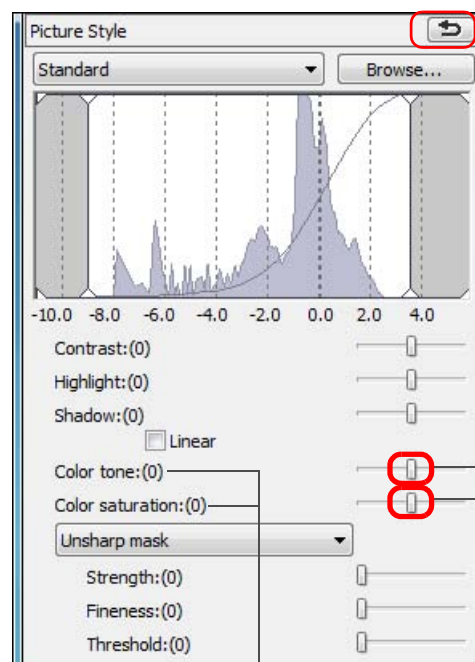 Picture Style
Standard Browse...
-10.0 -8.0 -6.0 -4.0 -2.0 0.0 2.0 4.0
Contrast:(0)
Highlight:(0)
Shadow:(0)
Linear
Color tone:(0)
Color saturation:(0)
Unsharp mask
Strength:(0)
Fineness:(0)
Threshold:(0)